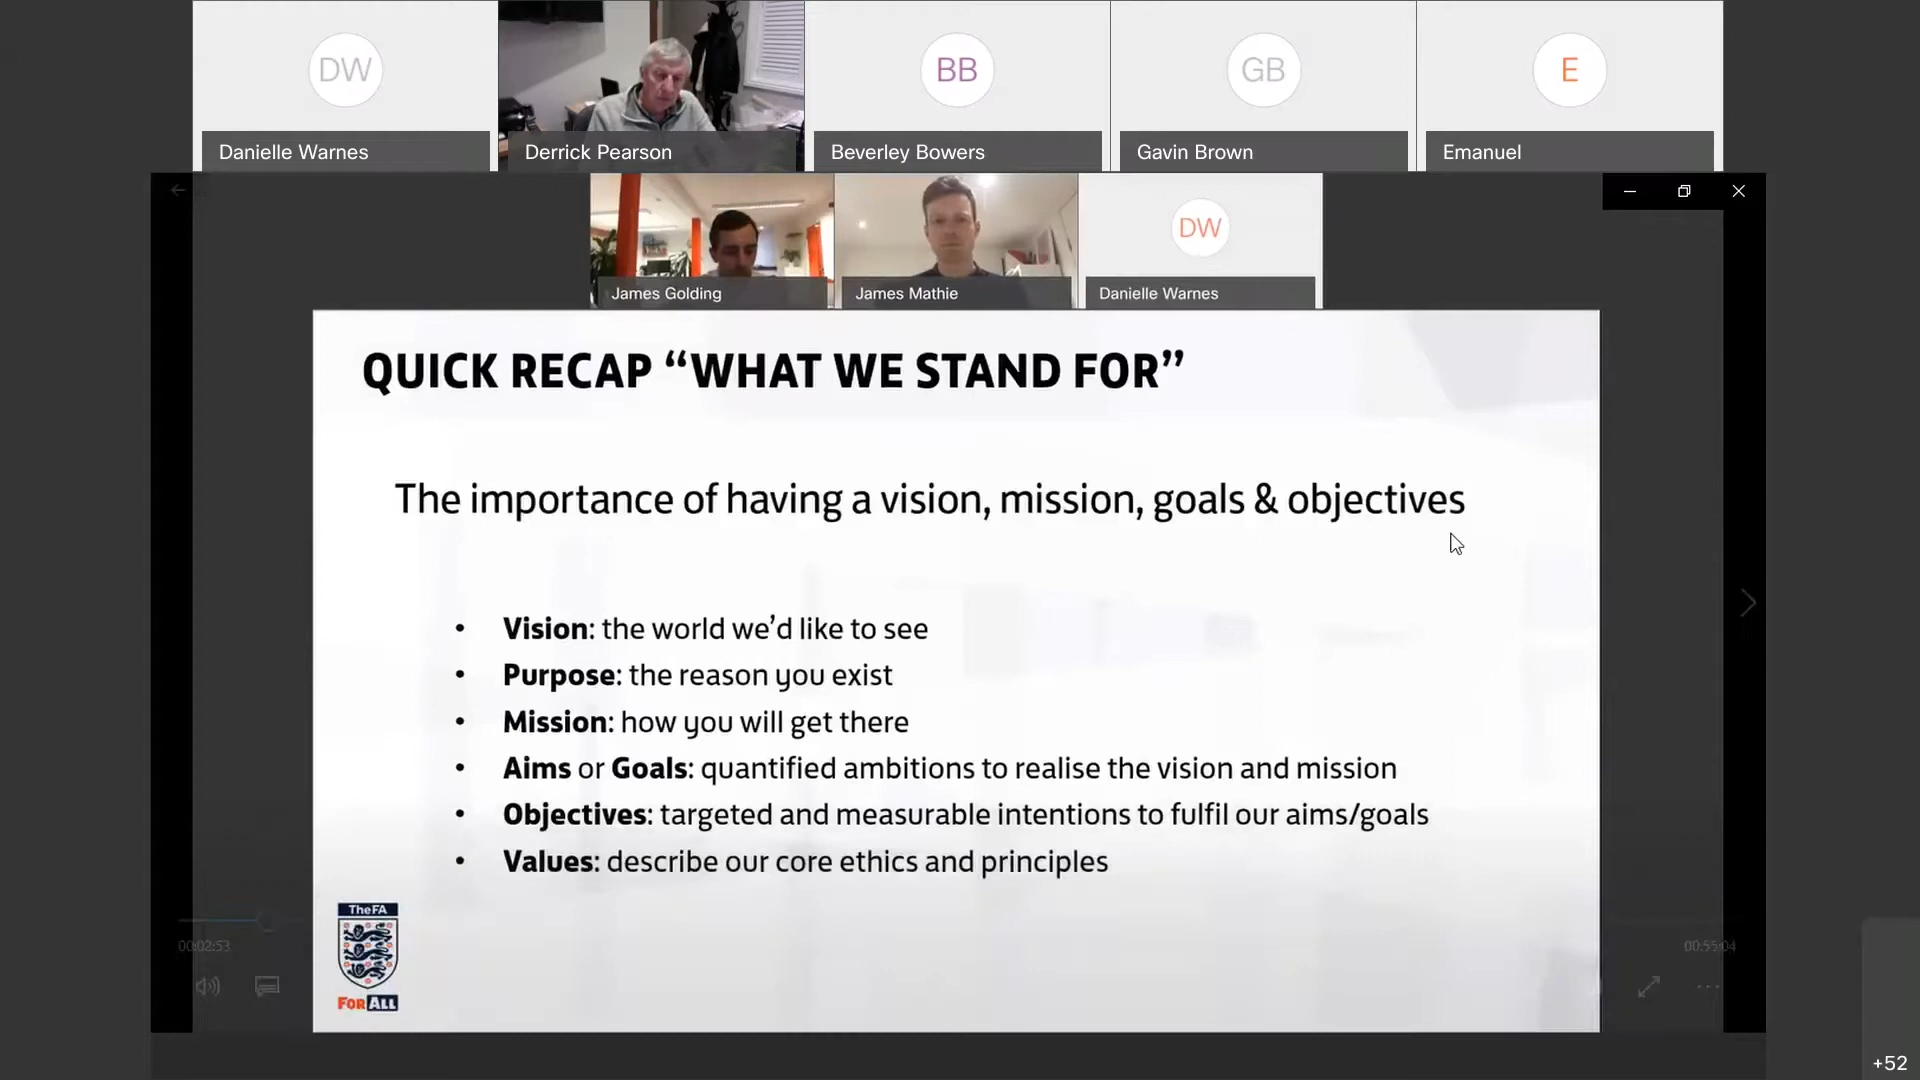 DW
BB
GB
E
Danielle Warnes
Derrick Pearson
Beverley Bowers
Gavin Brown
Emanuel
DW
James Golding
James Mathie
Danielle Warnes
QUICK RECAP “WHAT WE STAND FOR”
The importance of having a vision, mission, goals & objectives
• Vision: the world we’d like to see
• Purpose: the reason you exist
• Mission: how you will get there
• Aims or Goals: quantified ambitions to realise the vision and mission
• Objectives: targeted and measurable intentions to fulfil our aims/goals
• Values: describe our core ethics and principles
TheFA
FORALL
00:02:53
00:55:04
+52